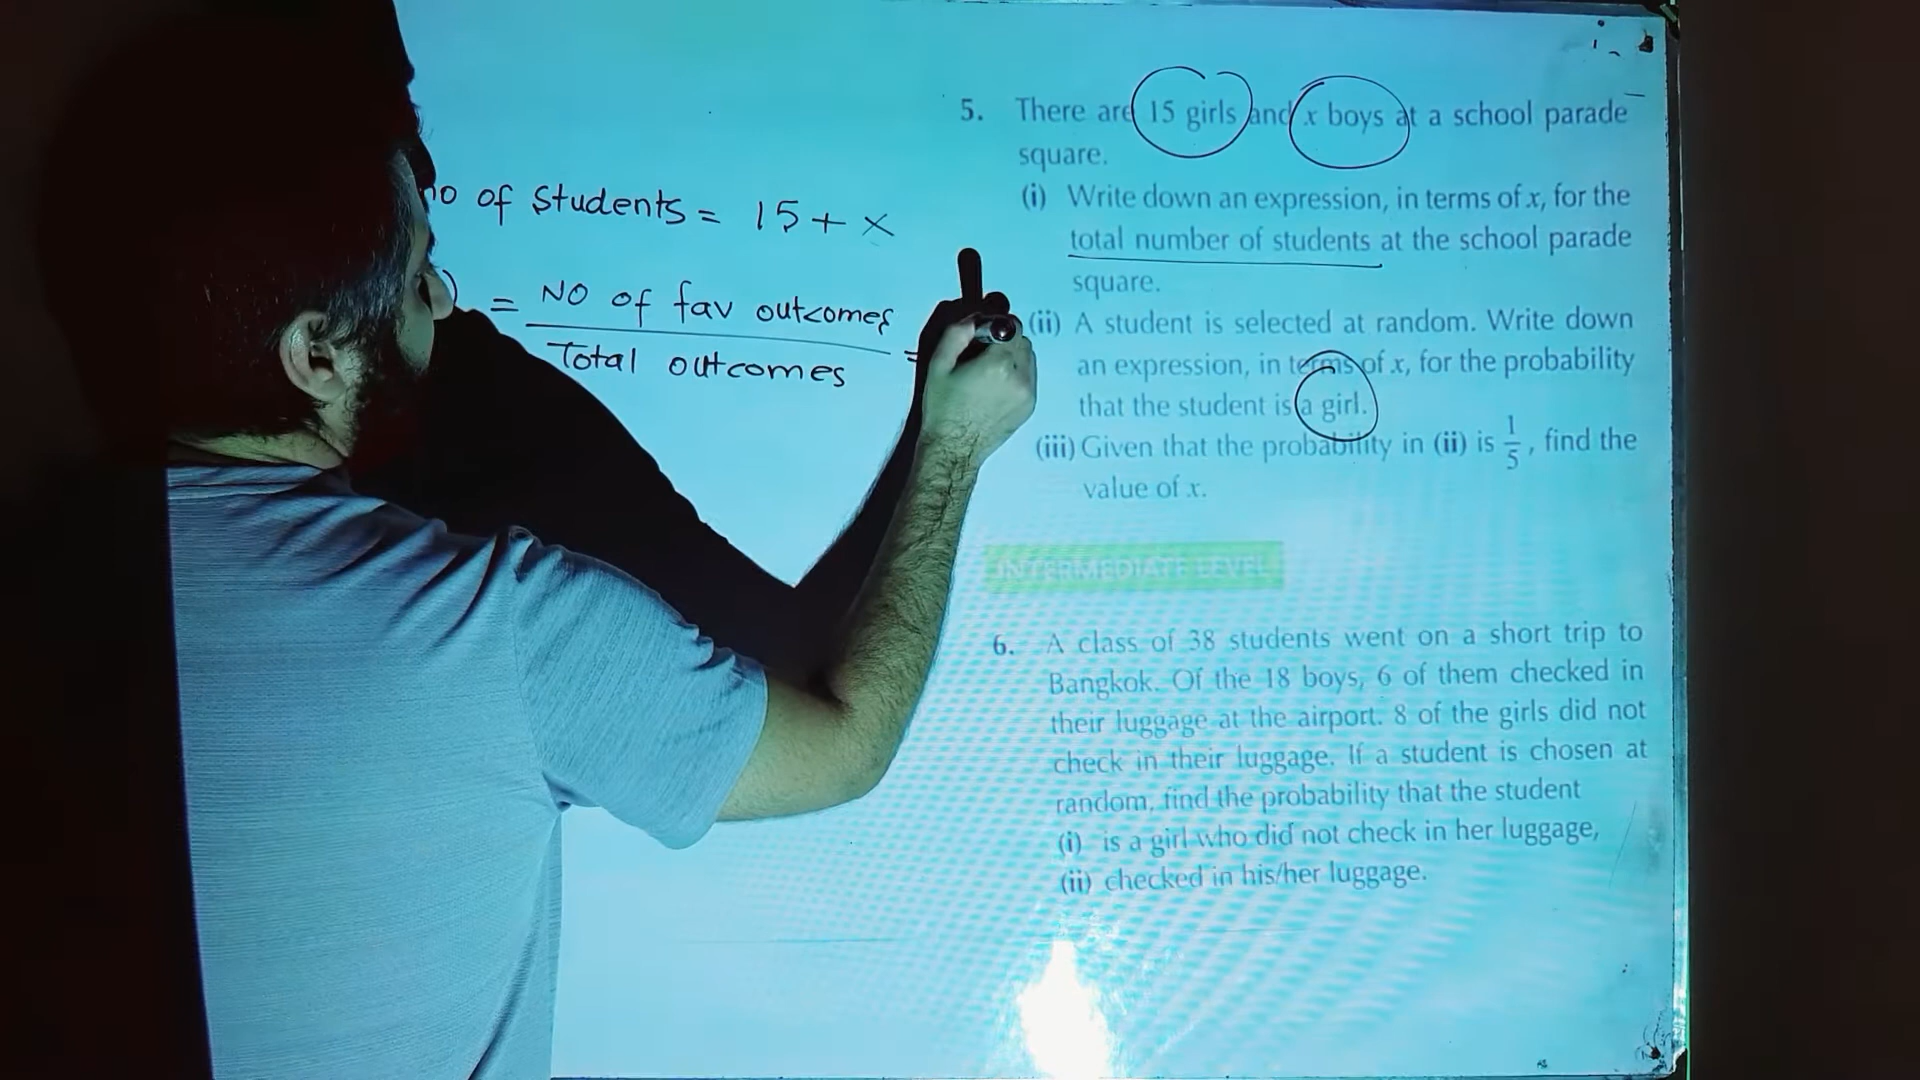 no of Students = 15 + x
) = No of fav outcomes
Total outcomes =
5. There are 15 girls and x boys at a school parade
square.
(i) Write down an expression, in terms of x, for the
total number of students at the school parade
square.
(ii) A student is selected at random. Write down
an expression, in terms of x, for the probability
that the student is a girl.
(iii) Given that the probability in (ii) is 1/5, find the
value of x.
INTERMEDIATE LEVEL
6. A class of 38 students went on a short trip to
Bangkok. Of the 18 boys, 6 of them checked in
their luggage at the airport. 8 of the girls did not
check in their luggage. If a student is chosen at
random, find the probability that the student
(i) is a girl who did not check in her luggage,
(ii) checked in his/her luggage.